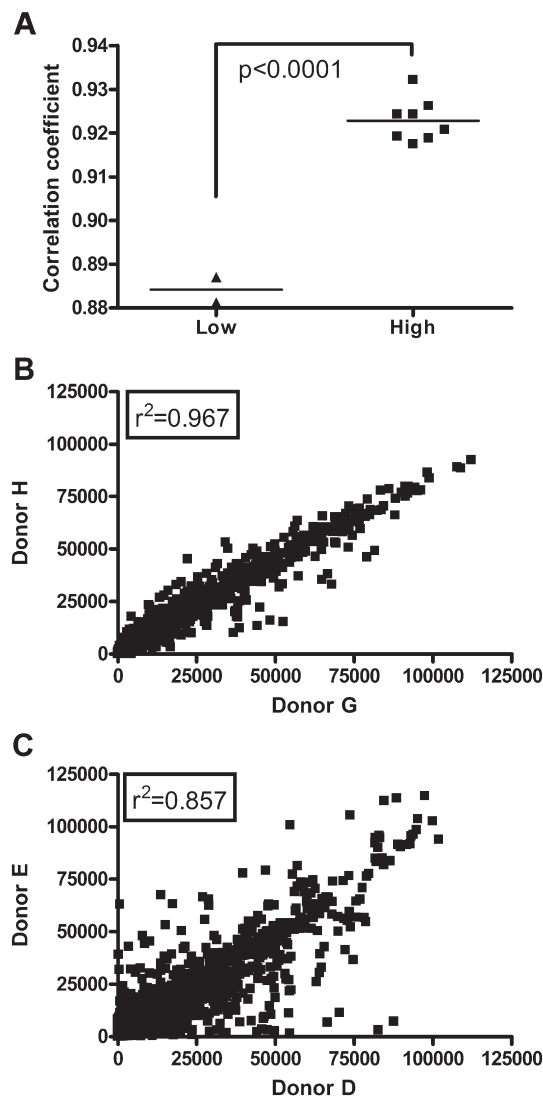 A
Correlation coefficient
0.94
0.93
0.92
0.91
0.90
0.89
0.88
p<0.0001
Low
High
B
Donor H
125000
100000
75000
50000
25000
0
r²=0.967
0
25000
50000
75000
100000
125000
Donor G
C
Donor E
125000
100000
75000
50000
25000
0
r²=0.857
0
25000
50000
75000
100000
125000
Donor D